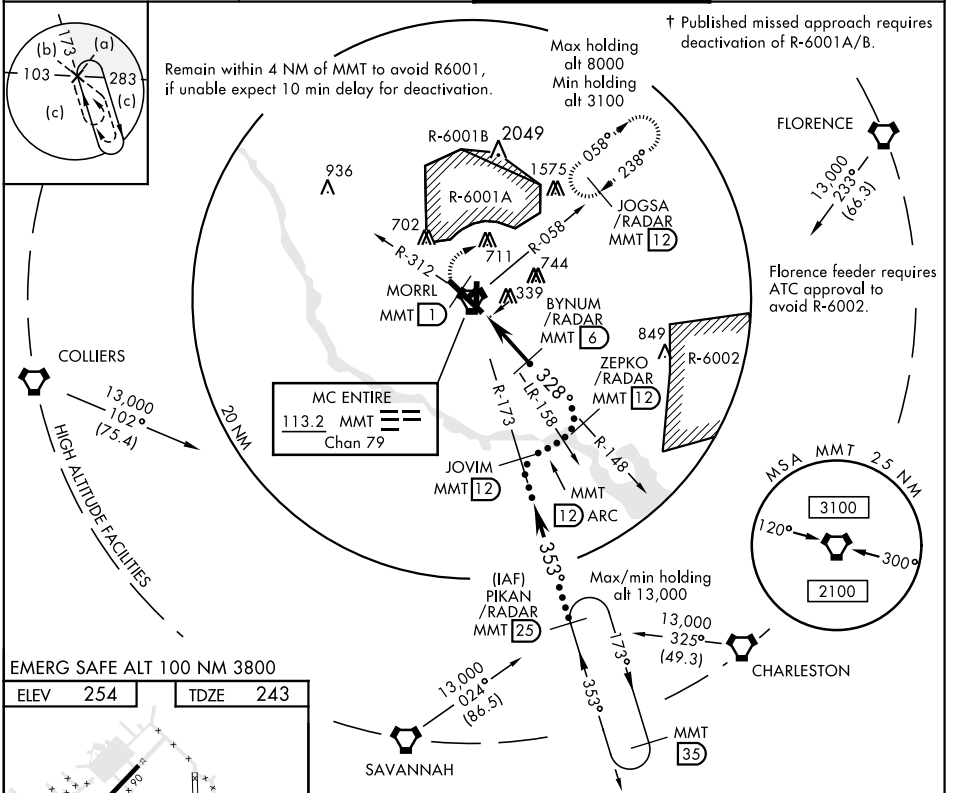 † Published missed approach requires
deactivation of R-6001A/B.
(b)
173
(a)
103
283
(c)
(c)
Remain within 4 NM of MMT to avoid R6001,
if unable expect 10 min delay for deactivation.
Max holding
alt 8000
Min holding
alt 3100
FLORENCE
13,000
233°
(66.3)
R-6001B
2049
058°
238°
936
1575
R-6001A
JOGSA
/RADAR
MMT 12
702
R-058
R-312
711
744
339
MORRL
MMT 1
BYNUM
/RADAR
MMT 6
Florence feeder requires
ATC approval to
avoid R-6002.
849
R-6002
ZEPKO
/RADAR
MMT 12
COLLIERS
13,000
102°
(75.4)
20 NM
HIGH ALTITUDE FACILITIES
MC ENTIRE
113.2 MMT
Chan 79
328°
R-173
LR-158
R-148
JOVIM
MMT 12
MMT
12 ARC
MSA MMT 25 NM
3100
120°
300°
2100
353°
(IAF)
PIKAN
/RADAR
MMT 25
Max/min holding
alt 13,000
13,000
325°
(49.3)
CHARLESTON
173°
353°
MMT
35
13,000
024°
(86.5)
SAVANNAH
EMERG SAFE ALT 100 NM 3800
ELEV 254
TDZE 243
90